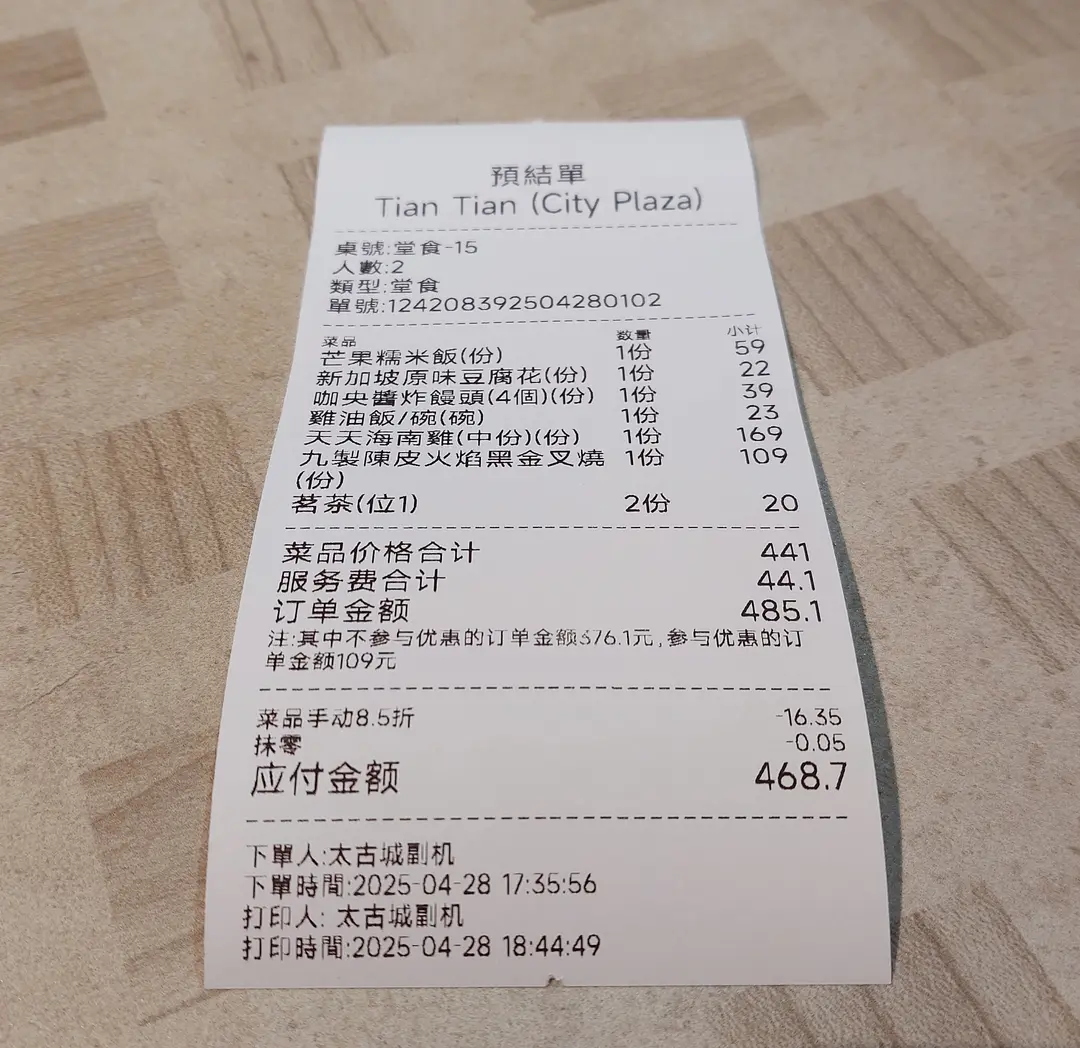 預結單
Tian Tian (City Plaza)
桌號:堂食-15
人數:2
類型:堂食
單號:124208392504280102
菜品 数量 小计
芒果糯米飯(份) 1份 59
新加坡原味豆腐花(份) 1份 22
咖央醬炸饅頭(4個)(份) 1份 39
雞油飯/碗(碗) 1份 23
天天海南雞(中份)(份) 1份 169
九製陳皮火焰黑金叉燒 1份 109
(份)
茗茶(位1) 2份 20
菜品价格合计 441
服务费合计 44.1
订单金额 485.1
注:其中不参与优惠的订单金额376.1元,参与优惠的订
单金额109元
菜品手动8.5折 -16.35
抹零 -0.05
应付金额 468.7
下單人:太古城副机
下單時間:2025-04-28 17:35:56
打印人: 太古城副机
打印時間:2025-04-28 18:44:49